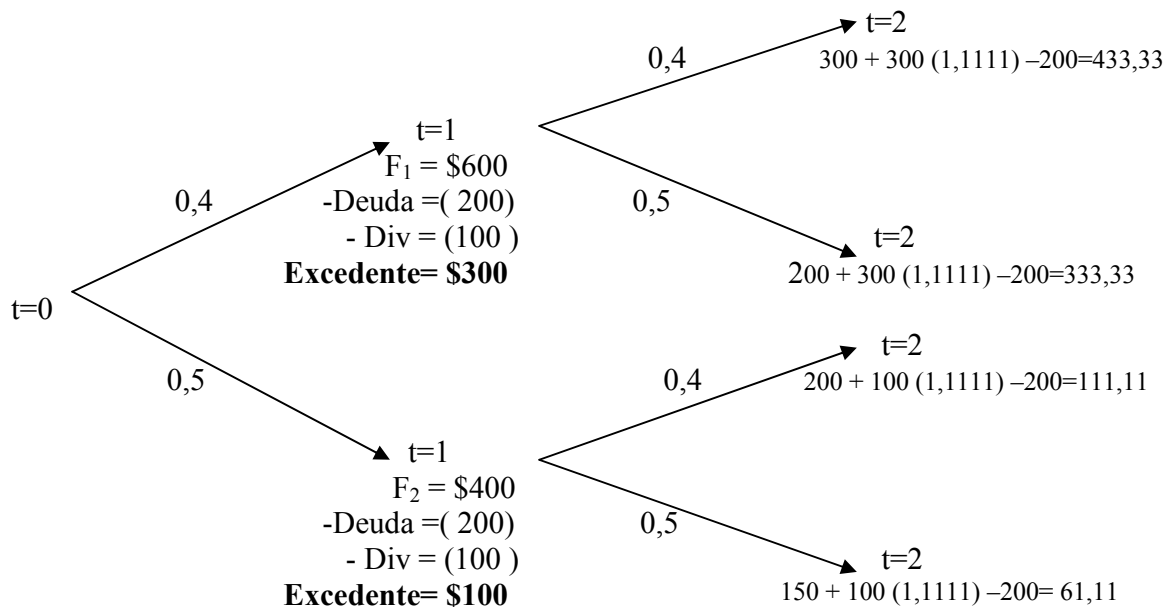 t=2
300 + 300 (1,1111) –200=433,33
0,4
t=1
F₁ = $600
-Deuda =( 200)
- Div = (100 )
Excedente= $300
0,4
0,5
t=2
200 + 300 (1,1111) –200=333,33
t=0
t=2
200 + 100 (1,1111) –200=111,11
0,5
0,4
t=1
F₂ = $400
-Deuda =( 200)
- Div = (100 )
Excedente= $100
0,5
t=2
150 + 100 (1,1111) –200= 61,11